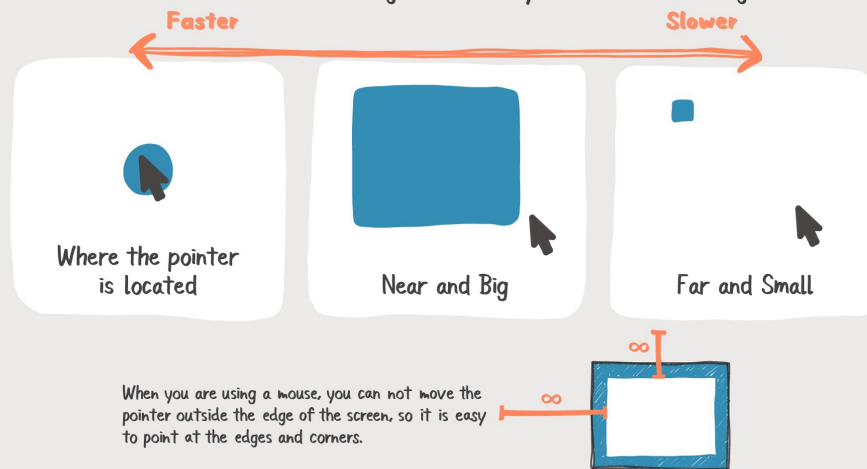 Faster
Slower
Where the pointer
is located
Near and Big
Far and Small
∞
∞
When you are using a mouse, you can not move the
pointer outside the edge of the screen, so it is easy
to point at the edges and corners.